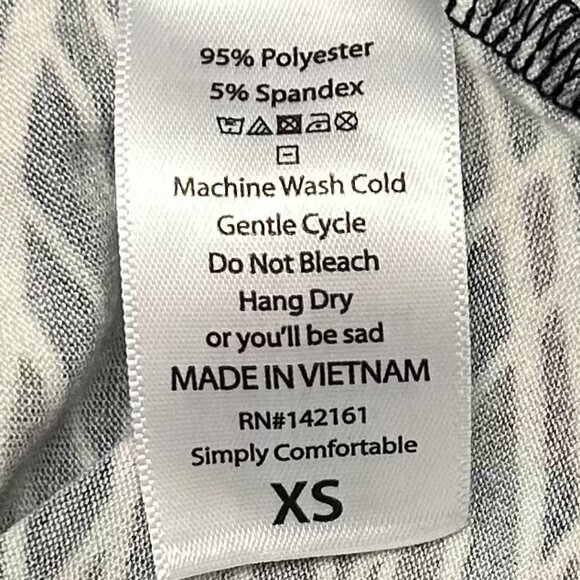 95% Polyester
5% Spandex
Machine Wash Cold
Gentle Cycle
Do Not Bleach
Hang Dry
or you'll be sad
MADE IN VIETNAM
RN#142161
Simply Comfortable
XS